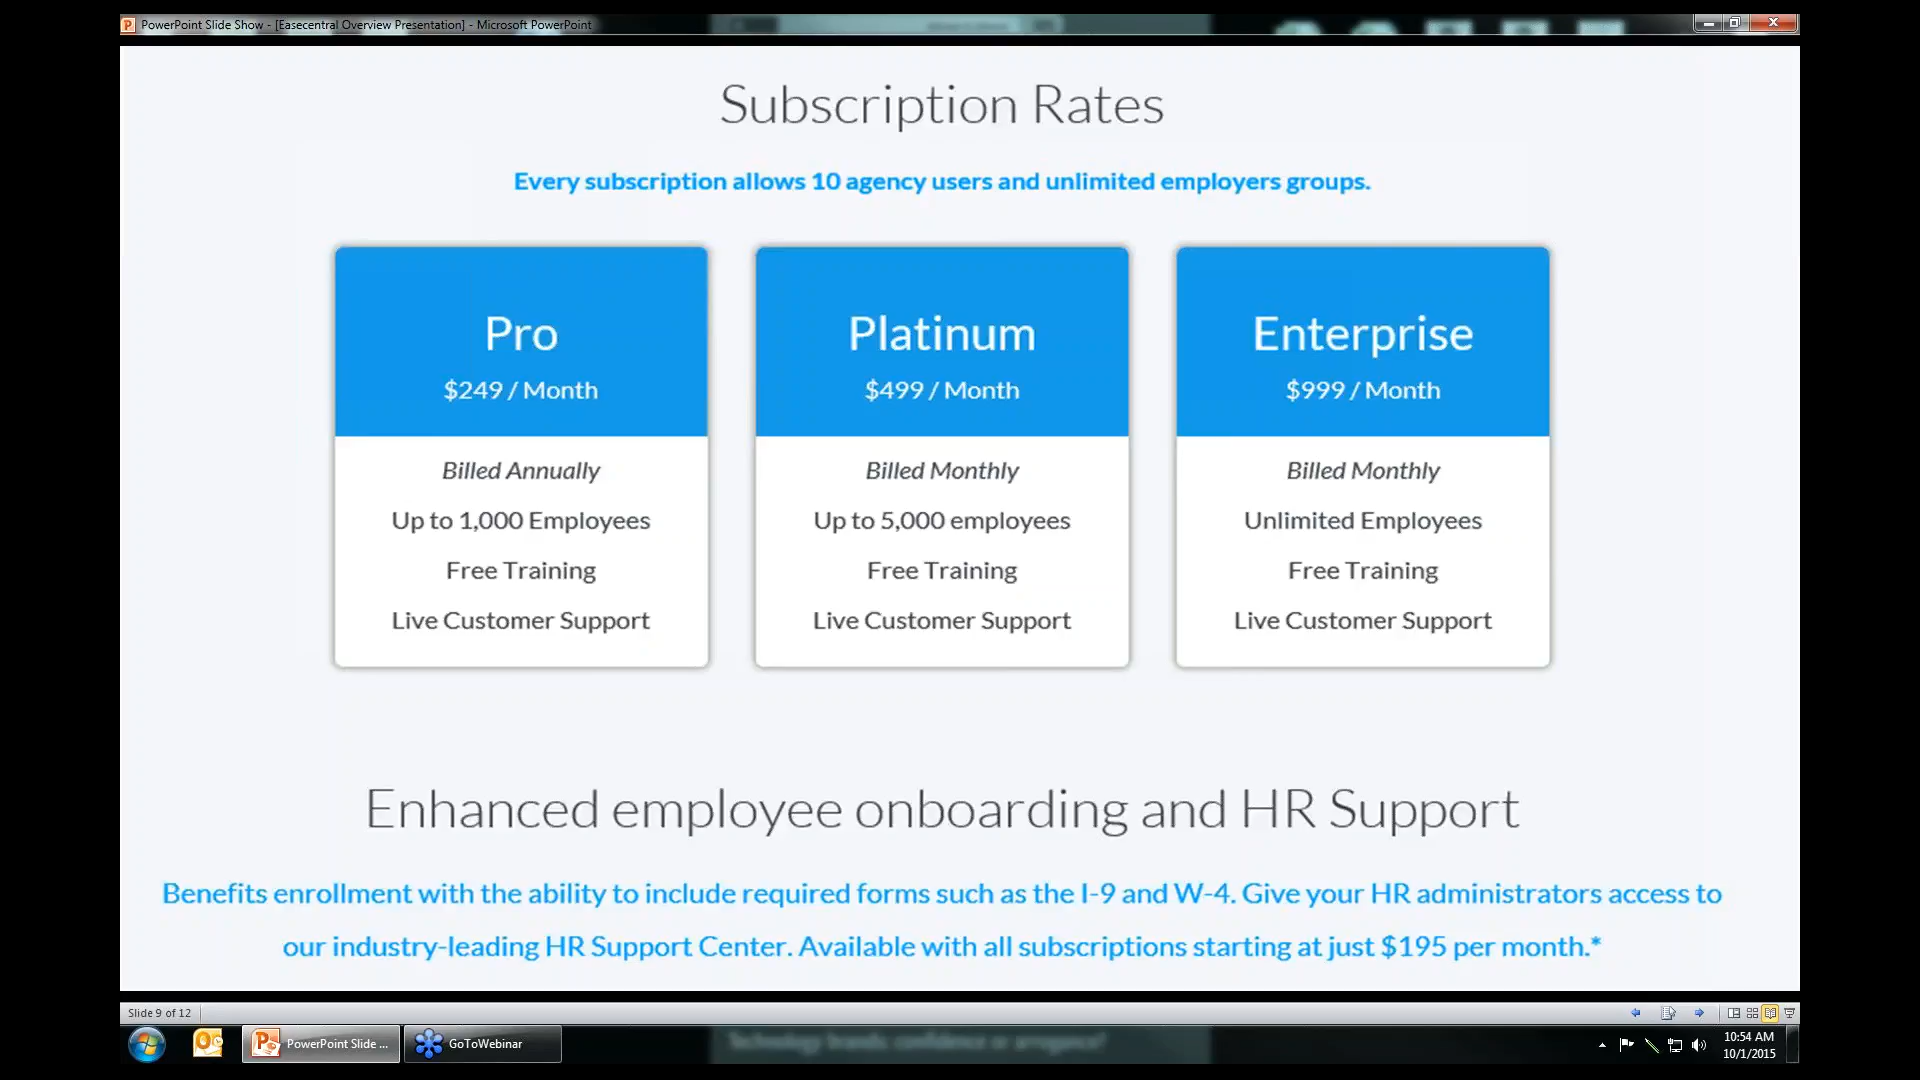 PowerPoint Slide Show - [Easecentral Overview Presentation] - Microsoft PowerPoint
Subscription Rates
Every subscription allows 10 agency users and unlimited employers groups.
Pro
$249 / Month
Billed Annually
Up to 1,000 Employees
Free Training
Live Customer Support
Platinum
$499 / Month
Billed Monthly
Up to 5,000 employees
Free Training
Live Customer Support
Enterprise
$999 / Month
Billed Monthly
Unlimited Employees
Free Training
Live Customer Support
Enhanced employee onboarding and HR Support
Benefits enrollment with the ability to include required forms such as the I-9 and W-4. Give your HR administrators access to
our industry-leading HR Support Center. Available with all subscriptions starting at just $195 per month.*
Slide 9 of 12
PowerPoint Slide ...
GoToWebinar
Technology brands: confidence or arrogance?
10:54 AM
10/1/2015